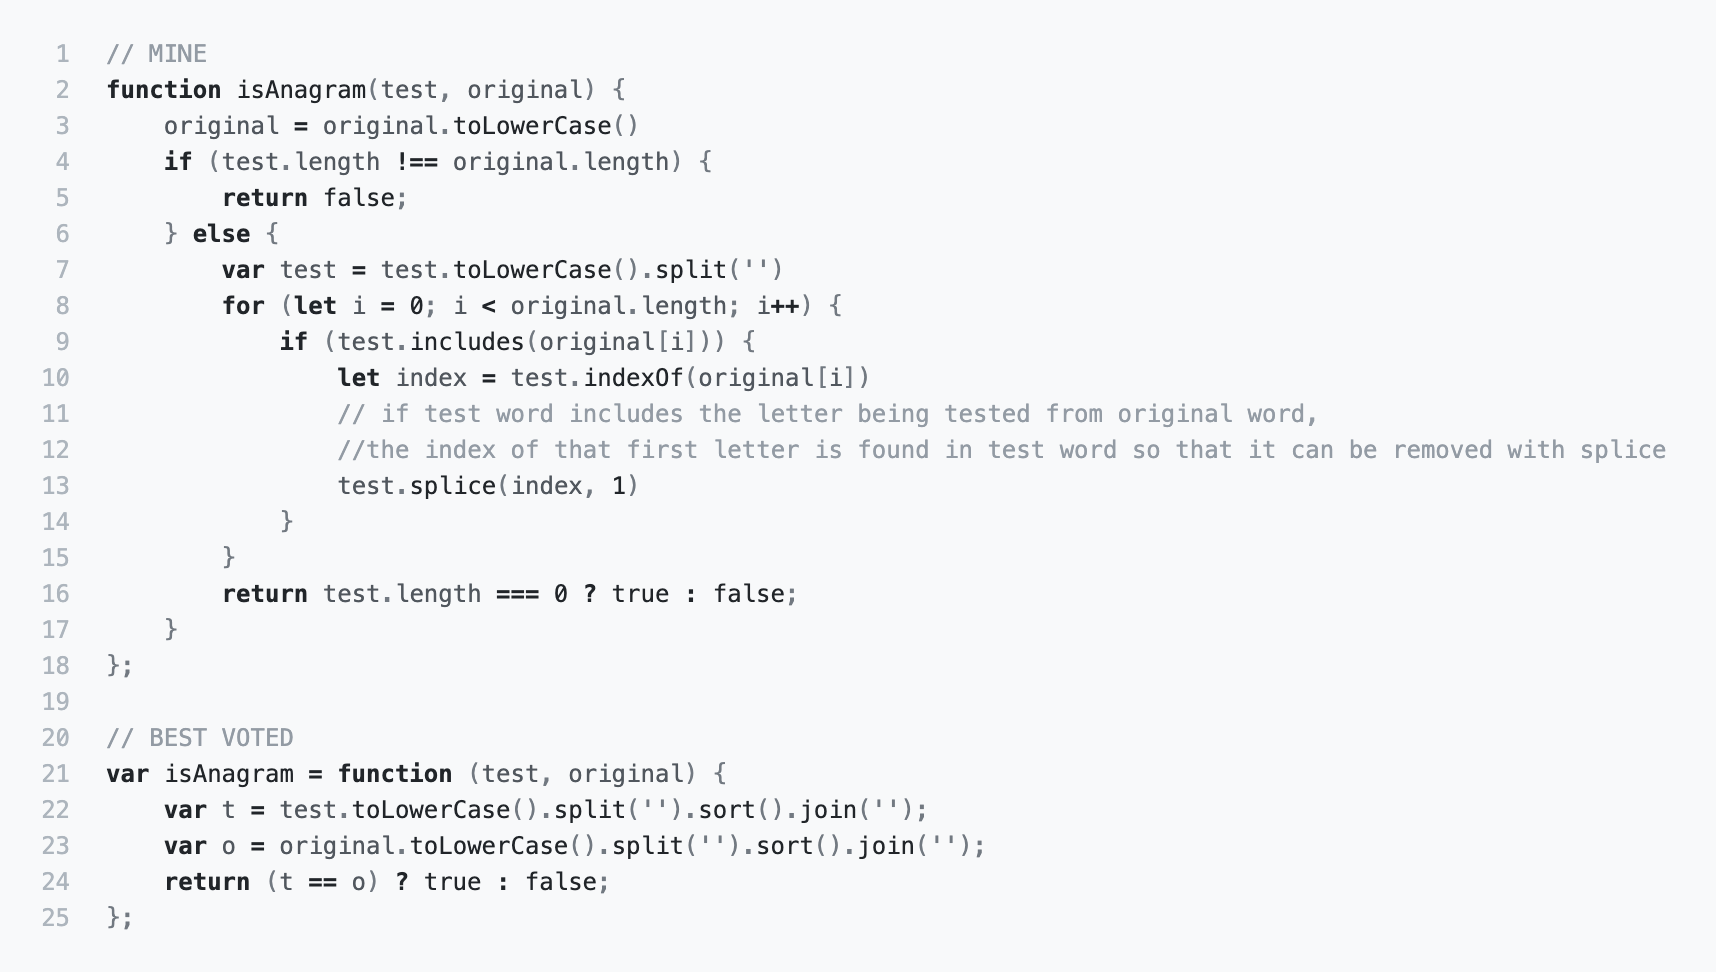 1 // MINE
2 function isAnagram(test, original) {
3     original = original.toLowerCase()
4     if (test.length !== original.length) {
5         return false;
6     } else {
7         var test = test.toLowerCase().split('')
8         for (let i = 0; i < original.length; i++) {
9             if (test.includes(original[i])) {
10                 let index = test.indexOf(original[i])
11                 // if test word includes the letter being tested from original word,
12                 //the index of that first letter is found in test word so that it can be removed with splice
13                 test.splice(index, 1)
14             }
15         }
16         return test.length === 0 ? true : false;
17     }
18 };
19
20 // BEST VOTED
21 var isAnagram = function (test, original) {
22     var t = test.toLowerCase().split('').sort().join('');
23     var o = original.toLowerCase().split('').sort().join('');
24     return (t == o) ? true : false;
25 };